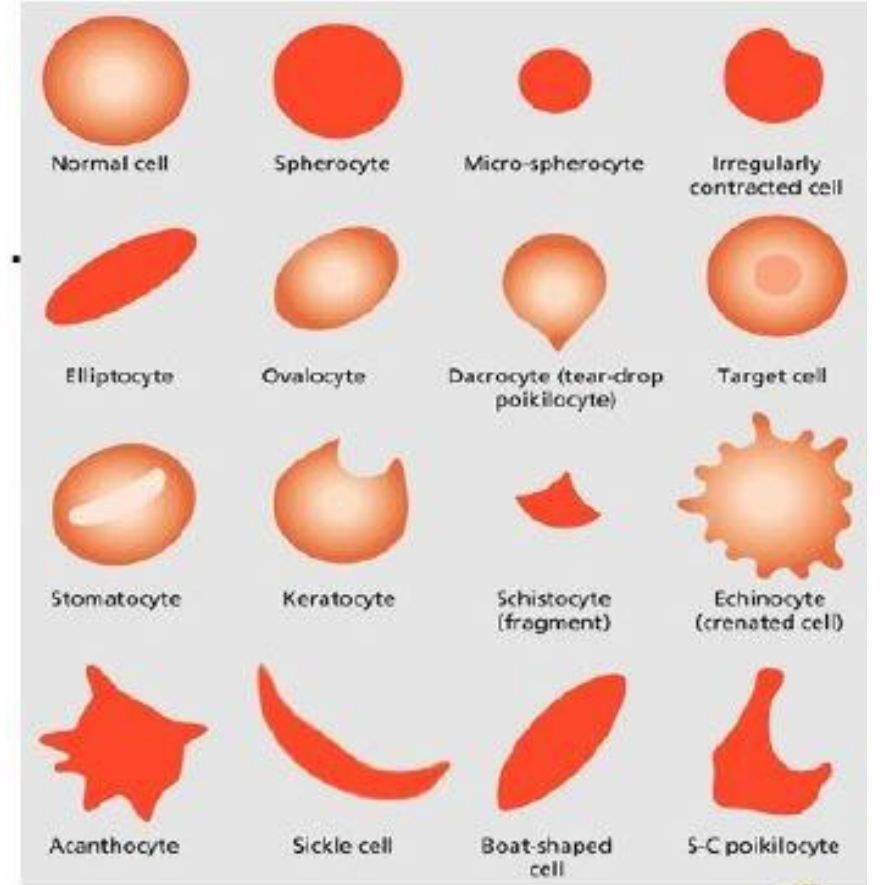 Normal cell
Spherocyte
Micro-spherocyte
Irregularly
contracted cell
Elliptocyte
Ovalocyte
Dacrocyte (tear-drop
poikilocyte)
Target cell
Stomatocyte
Keratocyte
Schistocyte
(fragment)
Echinocyte
(crenated cell)
Acanthocyte
Sickle cell
Boat-shaped
cell
S-C poikilocyte